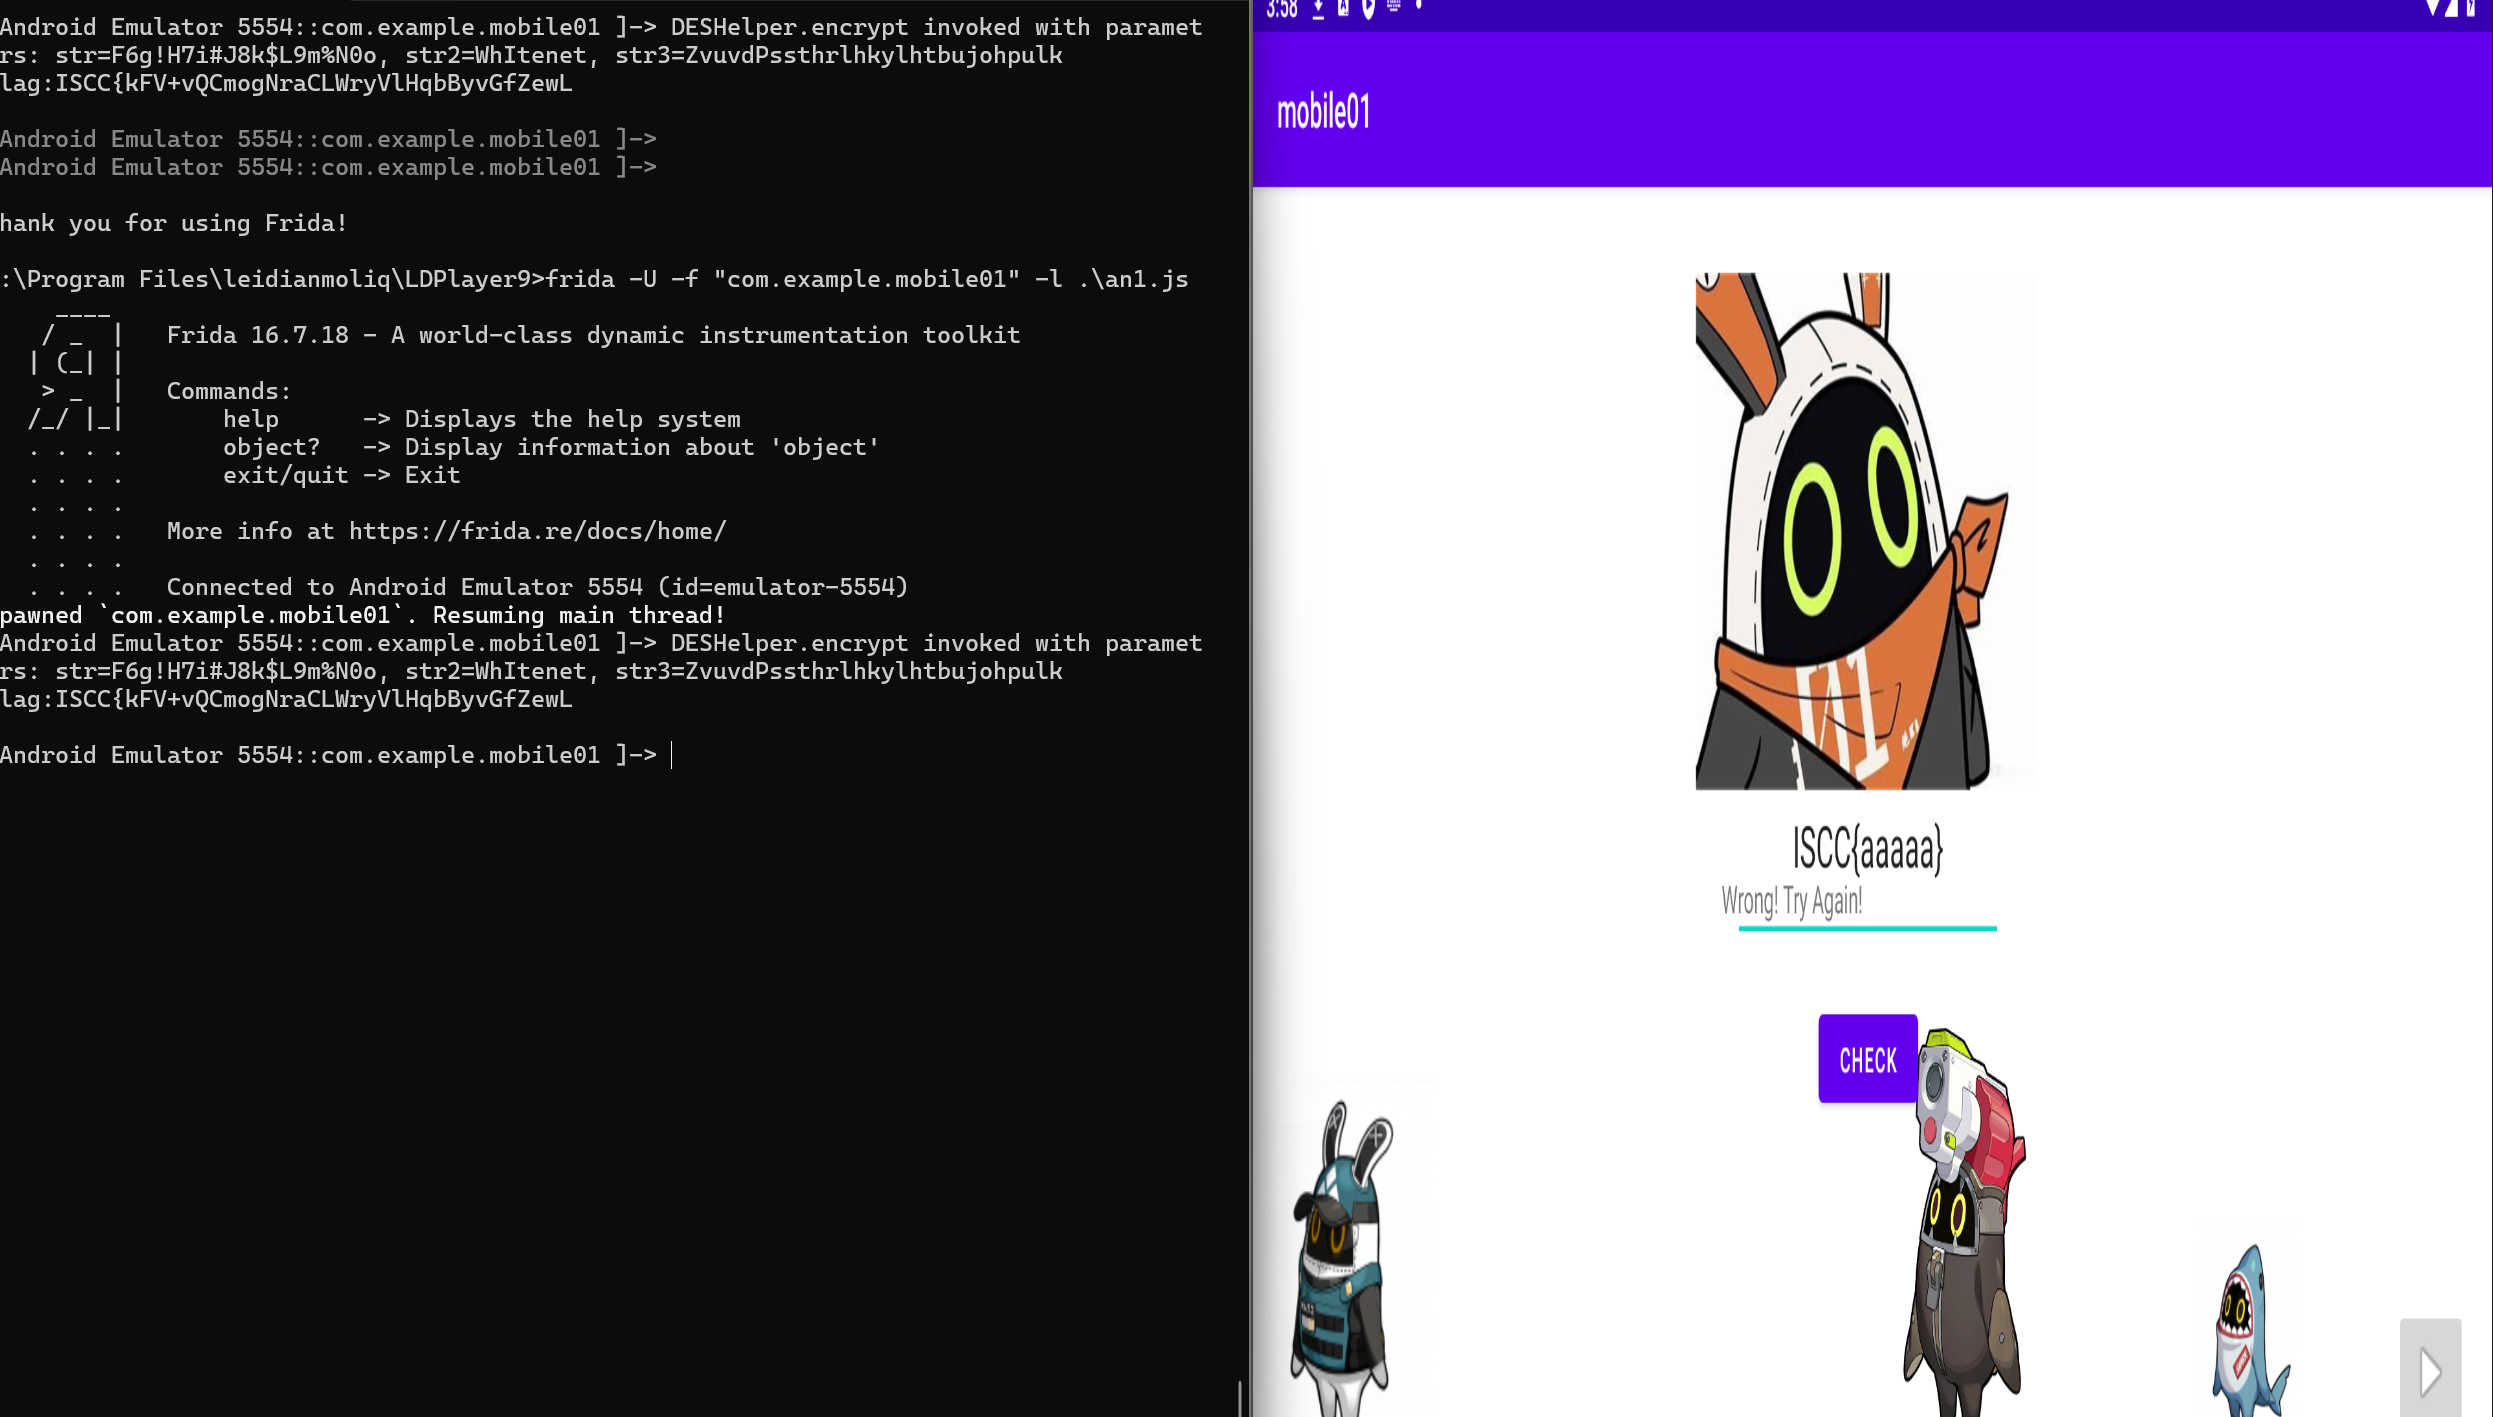 Android Emulator 5554::com.example.mobile01 ]-> DESHelper.encrypt invoked with paramet
rs: str=F6g!H7i#J8k$L9m%N0o, str2=WhItenet, str3=ZvuvdPssthrlhkylhtbujohpulk
lag:ISCC{kFV+vQCmogNraCLWryVlHqbByvGfZewL
Android Emulator 5554::com.example.mobile01 ]->
Android Emulator 5554::com.example.mobile01 ]->
hank you for using Frida!
:\Program Files\leidianmoliq\LDPlayer9>frida -U -f "com.example.mobile01" -l .\an1.js
    ____
   / _  |   Frida 16.7.18 - A world-class dynamic instrumentation toolkit
  | (_| |
   > _  |   Commands:
  /_/ |_|       help      -> Displays the help system
  . . . .       object?   -> Display information about 'object'
  . . . .       exit/quit -> Exit
  . . . .
  . . . .   More info at https://frida.re/docs/home/
  . . . .
  . . . .   Connected to Android Emulator 5554 (id=emulator-5554)
pawned `com.example.mobile01`. Resuming main thread!
Android Emulator 5554::com.example.mobile01 ]-> DESHelper.encrypt invoked with paramet
rs: str=F6g!H7i#J8k$L9m%N0o, str2=WhItenet, str3=ZvuvdPssthrlhkylhtbujohpulk
lag:ISCC{kFV+vQCmogNraCLWryVlHqbByvGfZewL
Android Emulator 5554::com.example.mobile01 ]->
3:58
mobile01
ISCC{aaaaa}
Wrong! Try Again!
CHECK